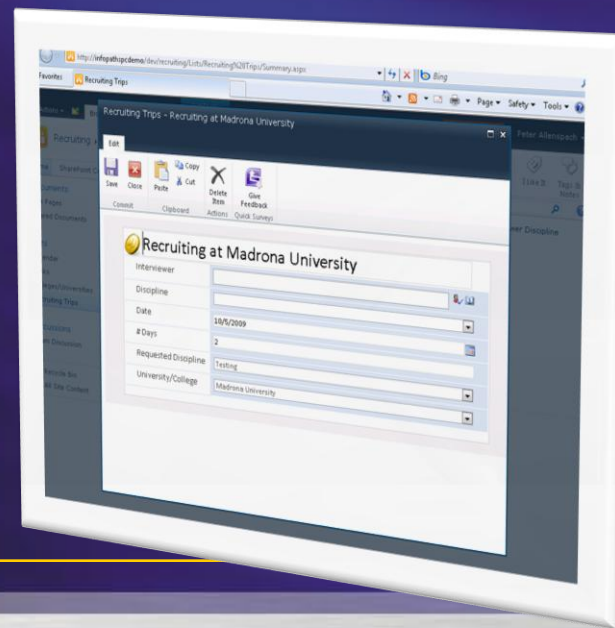 http://infopathspcdemo/dev/recruiting/Lists/Recruiting%20Trips/Summary.aspx
Bing
Favorites Recruiting Trips
Page Safety Tools
Recruiting Trips - Recruiting at Madrona University
Peter Allenspach
Edit
Recruiting
Save Close Paste Copy
Cut
Delete
Item
Give
Feedback
Commit Clipboard Actions Quick Surveys
Recruiting at Madrona University
Interviewer
Discipline
Date 10/5/2009
# Days 2
Requested Discipline Testing
University/College Madrona University